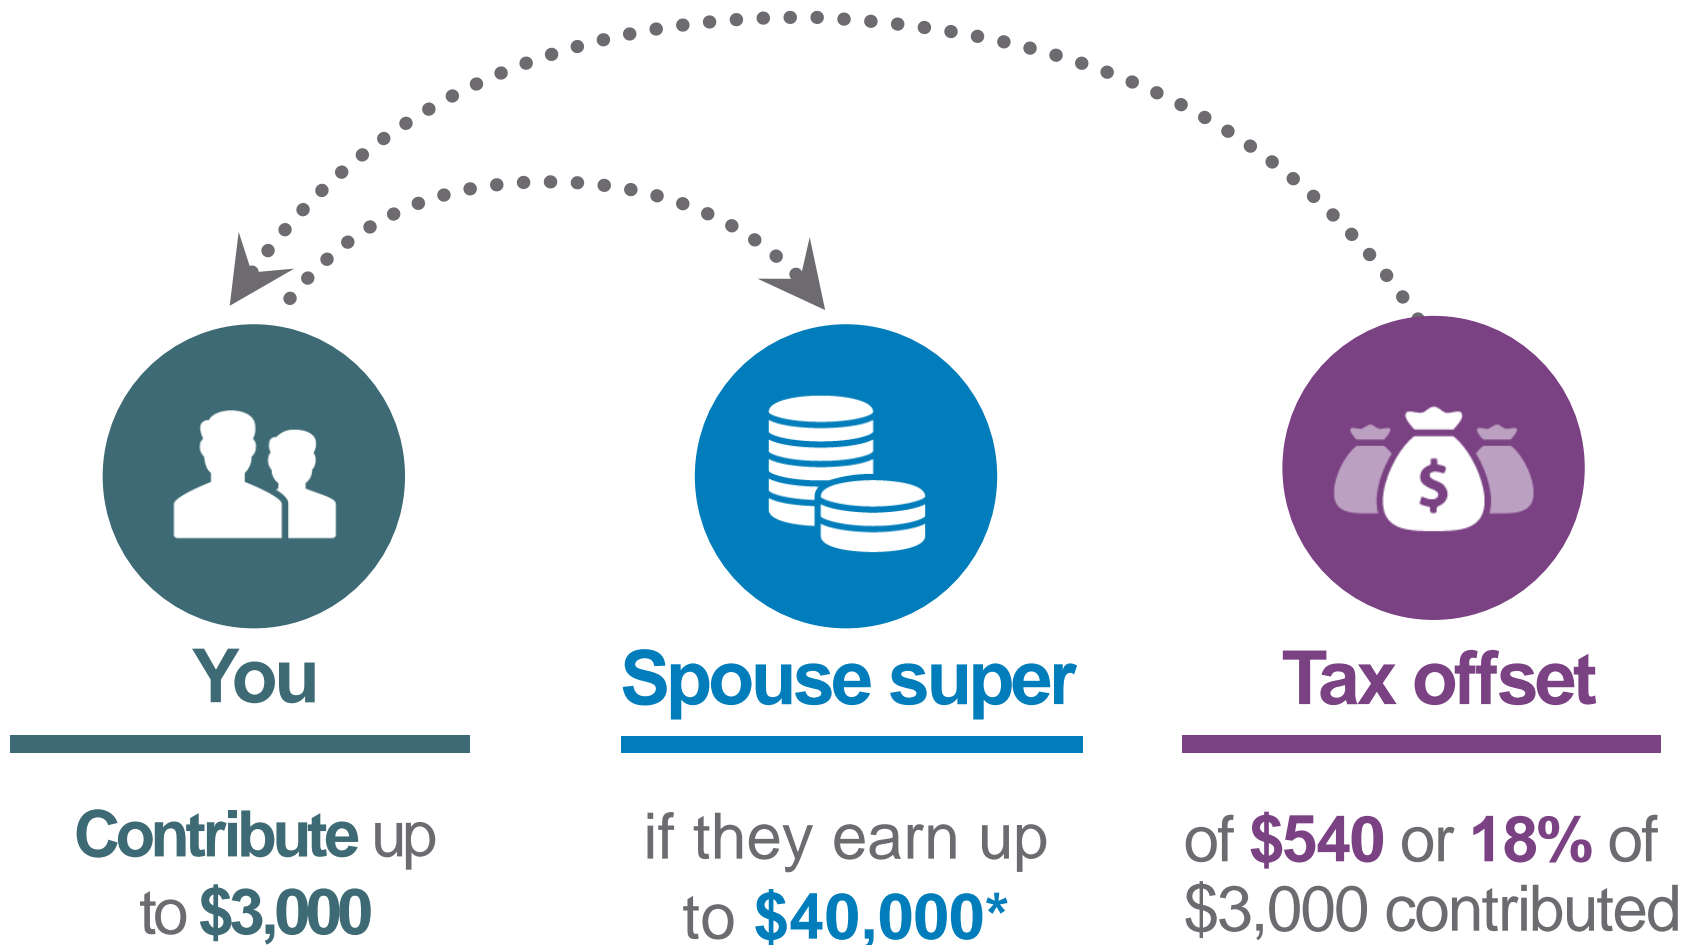 You
Contribute up
to $3,000
Spouse super
if they earn up
to $40,000*
Tax offset
of $540 or 18% of
$3,000 contributed
$